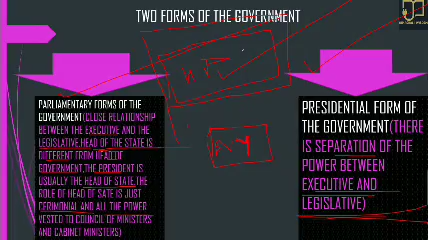 TWO FORMS OF THE GOVERNMENT
PARLIAMENTARY FORMS OF THE
GOVERNMENT(CLOSE RELATIONSHIP
BETWEEN THE EXECUTIVE AND THE
LEGISLATIVE,HEAD OF THE STATE IS
DIFFERENT FROM HEAD OF
GOVERNMENT,THE PRESIDENT IS
USUALLY THE HEAD OF STATE,THE
ROLE OF HEAD OF SATE IS JUST
CERIMONIAL AND ALL THE POWER
VESTED TO COUNCIL OF MINISTERS
AND CABINET MINISTERS)
PRESIDENTIAL FORM OF
THE GOVERNMENT(THERE
IS SEPARATION OF THE
POWER BETWEEN
EXECUTIVE AND
LEGISLATIVE)